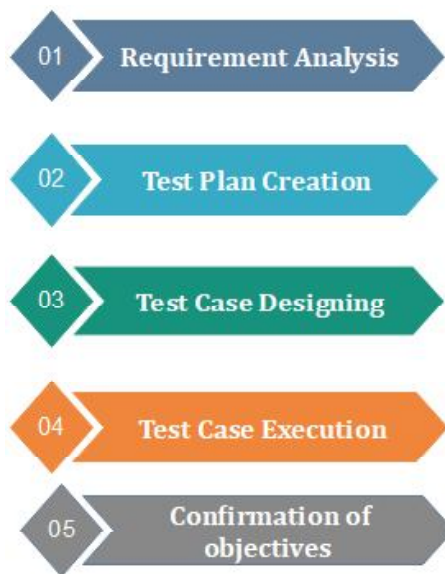 01
Requirement Analysis
02
Test Plan Creation
03
Test Case Designing
04
Test Case Execution
05
Confirmation of
objectives